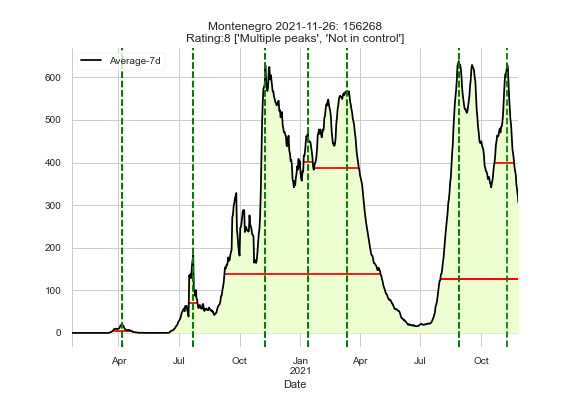 Montenegro 2021-11-26: 156268
Rating:8 ['Multiple peaks', 'Not in control']
Average-7d
600
500
400
300
200
100
0
Apr Jul Oct Jan Apr Jul Oct
2021
Date